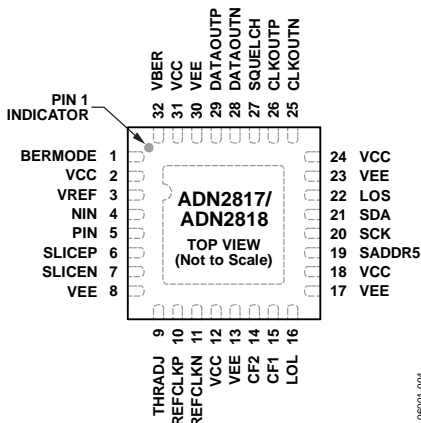 32 VBER
31 VCC
30 VEE
29 DATAOUTP
28 DATAOUTN
27 SQUELCH
26 CLKOUTP
25 CLKOUTN
PIN 1
INDICATOR
BERMODE 1
VCC 2
VREF 3
NIN 4
PIN 5
SLICEP 6
SLICEN 7
VEE 8
ADN2817/
ADN2818
TOP VIEW
(Not to Scale)
24 VCC
23 VEE
22 LOS
21 SDA
20 SCK
19 SADDR5
18 VCC
17 VEE
THRADJ 9
REFCLKP 10
REFCLKN 11
VCC 12
VEE 13
CF2 14
CF1 15
LOL 16
06001-004